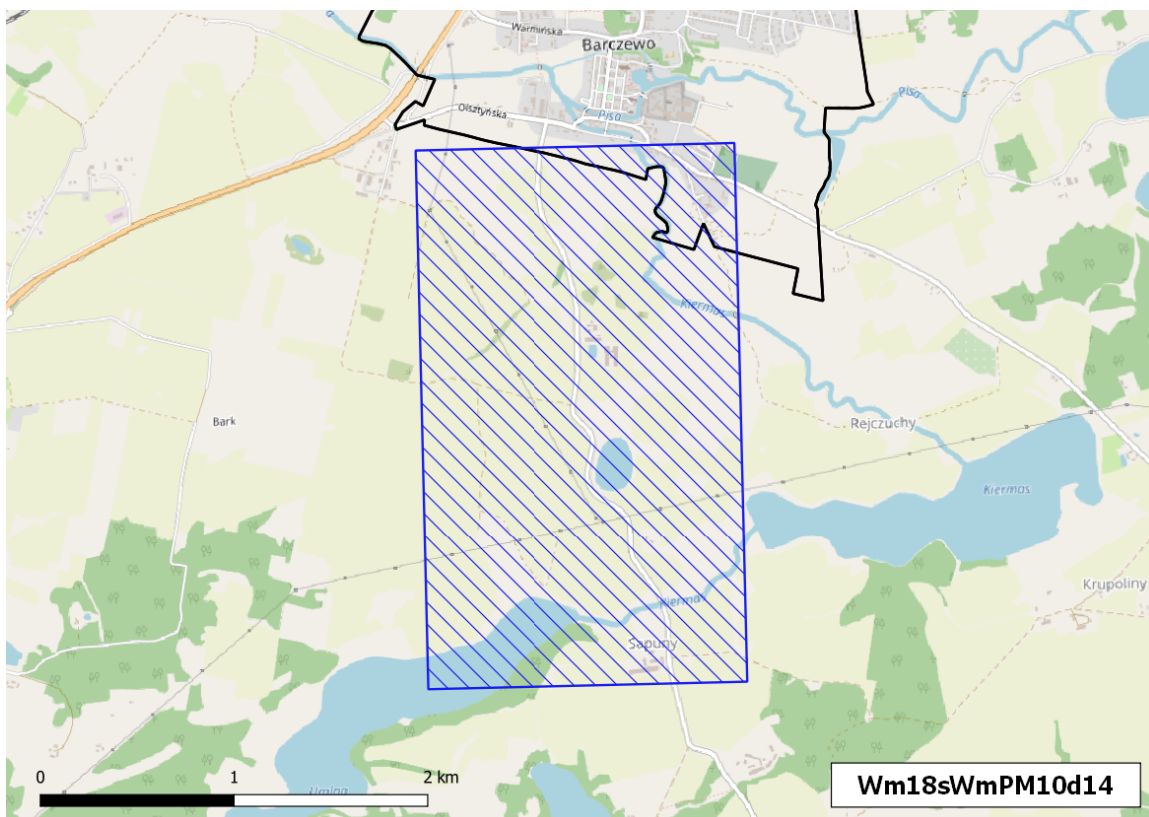 Warmińska
Barczewo
Pisa
Olsztyńska
Pisa
Kiermas
Bark
Rejczuchy
Kiermas
Krupoliny
Kiermas
Sapuny
0 1 2 km
Umląg
Wm18sWmPM10d14